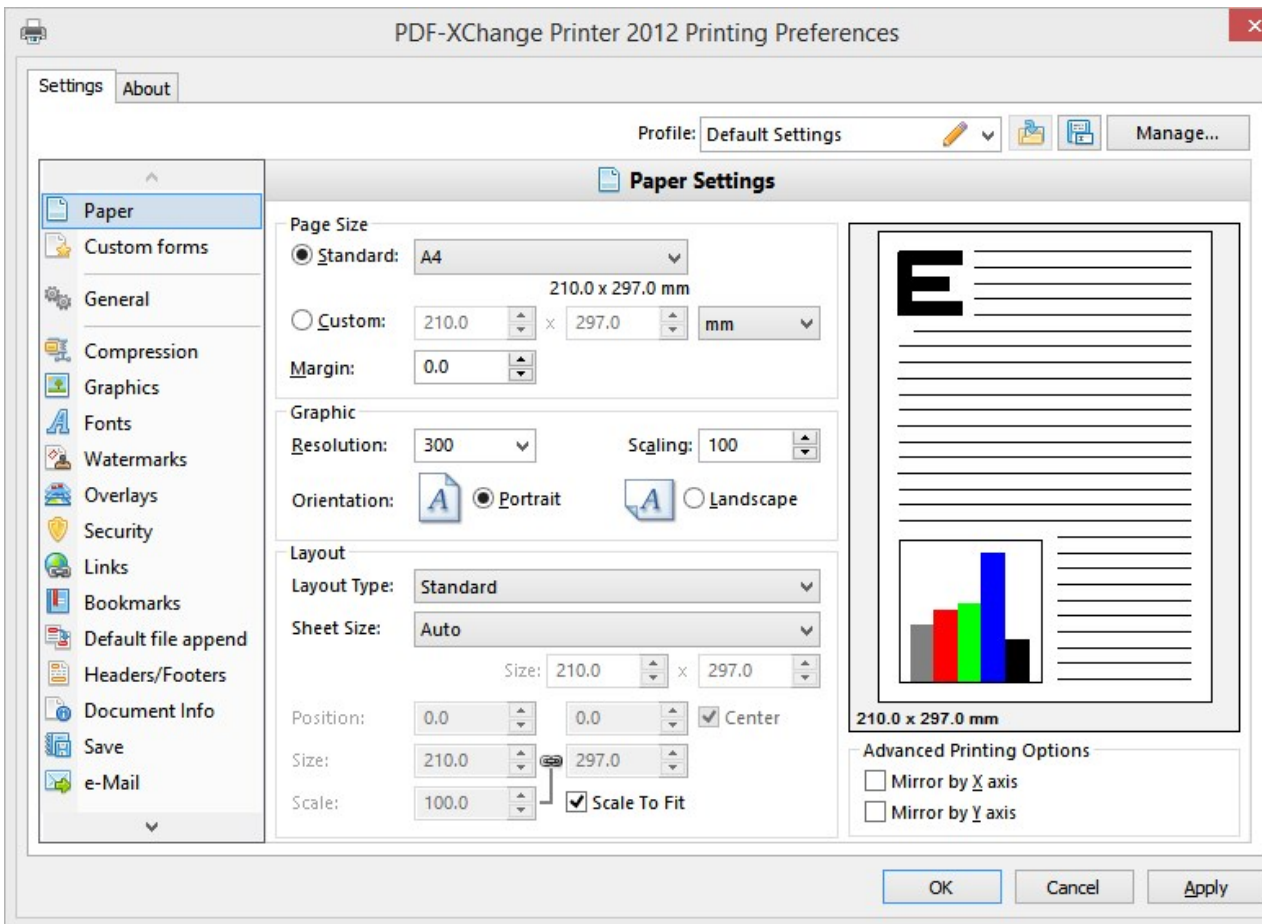 PDF-XChange Printer 2012 Printing Preferences
Settings About
Profile: Default Settings Manage...
Paper
Custom forms
General
Compression
Graphics
Fonts
Watermarks
Overlays
Security
Links
Bookmarks
Default file append
Headers/Footers
Document Info
Save
e-Mail
Paper Settings
Page Size
Standard: A4
210.0 x 297.0 mm
Custom: 210.0 x 297.0 mm
Margin: 0.0
Graphic
Resolution: 300 Scaling: 100
Orientation: A Portrait A Landscape
Layout
Layout Type: Standard
Sheet Size: Auto
Size: 210.0 x 297.0
Position: 0.0 0.0 Center
Size: 210.0 297.0
Scale: 100.0 Scale To Fit
E
210.0 x 297.0 mm
Advanced Printing Options
Mirror by X axis
Mirror by Y axis
OK Cancel Apply